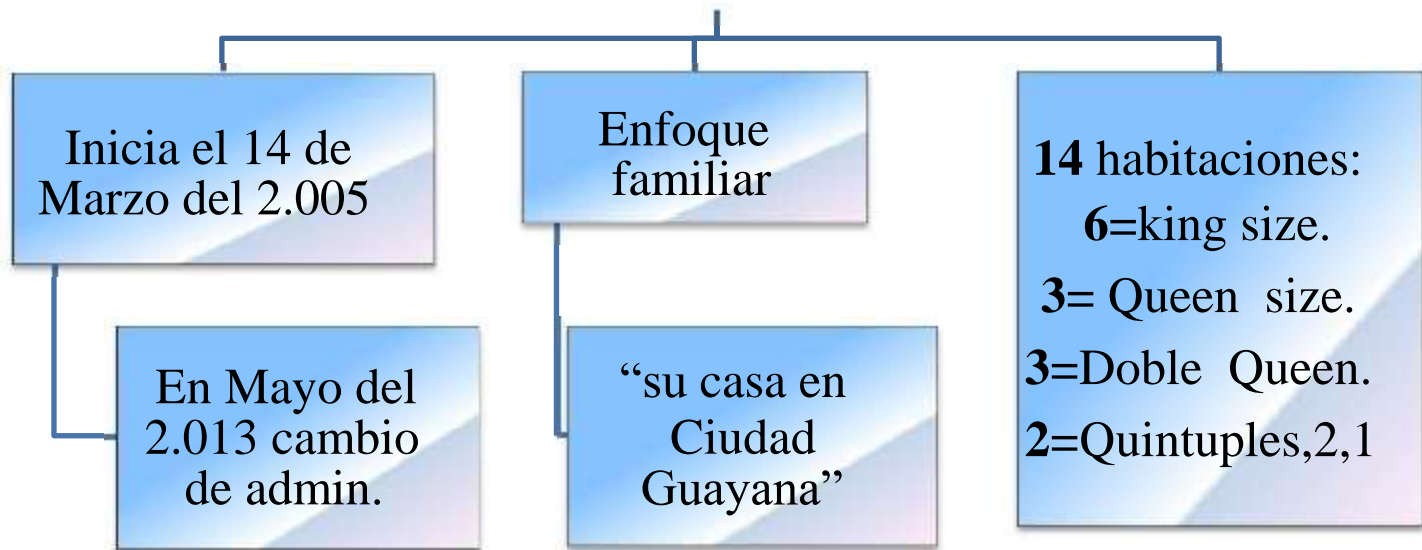 Inicia el 14 de
Marzo del 2.005
En Mayo del
2.013 cambio
de admin.
Enfoque
familiar
“su casa en
Ciudad
Guayana”
14 habitaciones:
6=king size.
3= Queen size.
3=Doble Queen.
2=Quintuples,2,1